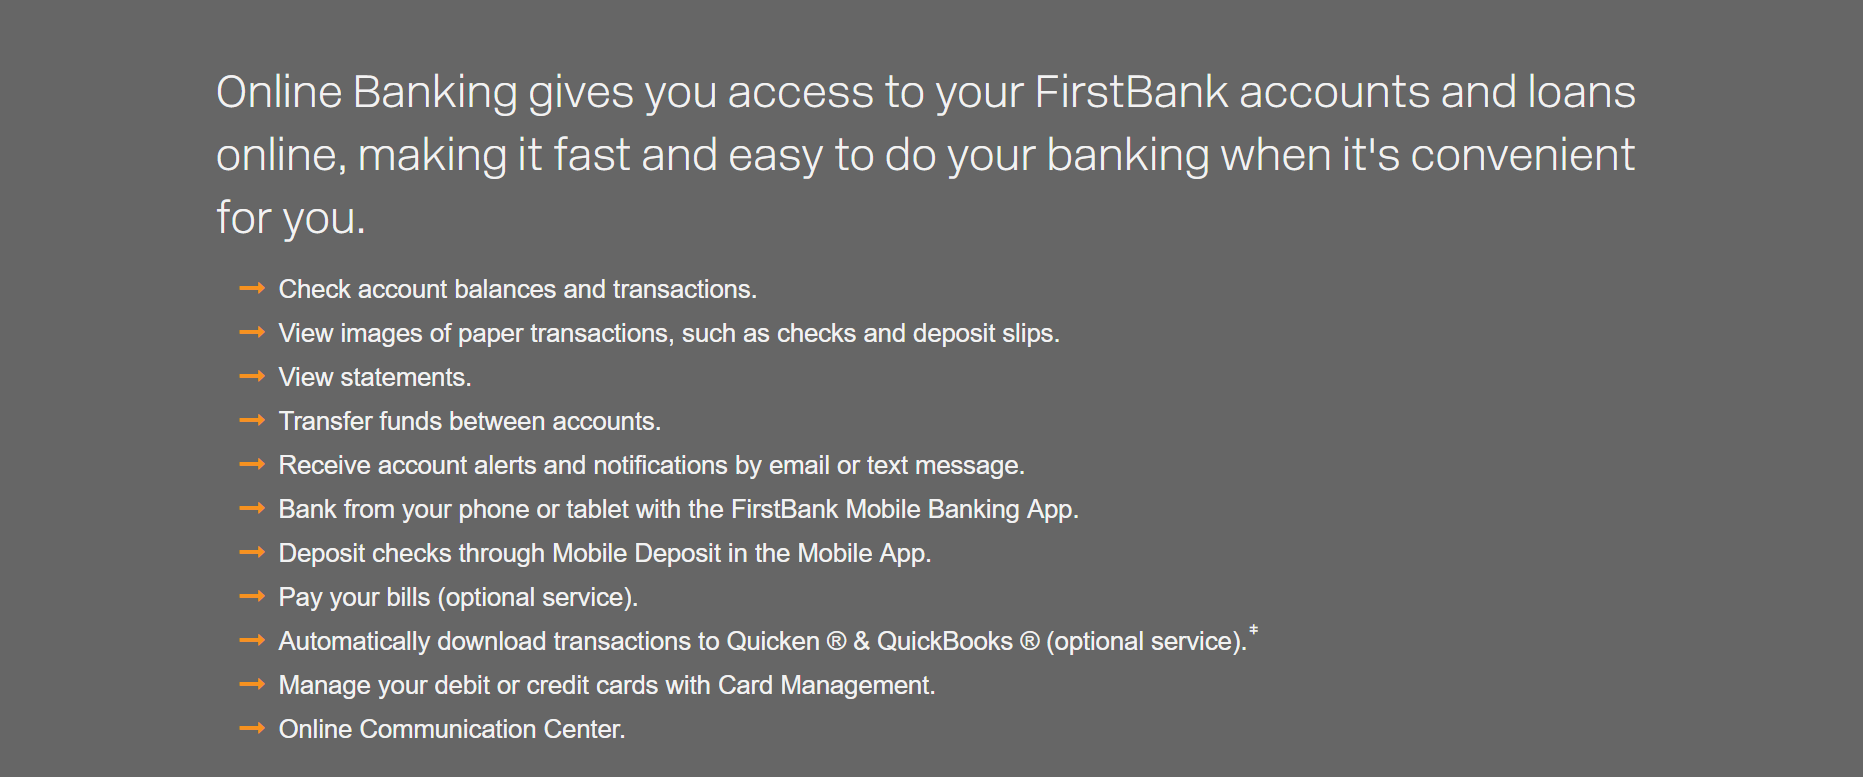 Online Banking gives you access to your FirstBank accounts and loans
online, making it fast and easy to do your banking when it's convenient
for you.
Check account balances and transactions.
View images of paper transactions, such as checks and deposit slips.
View statements.
Transfer funds between accounts.
Receive account alerts and notifications by email or text message.
Bank from your phone or tablet with the FirstBank Mobile Banking App.
Deposit checks through Mobile Deposit in the Mobile App.
Pay your bills (optional service).
Automatically download transactions to Quicken ® & QuickBooks ® (optional service).‡
Manage your debit or credit cards with Card Management.
Online Communication Center.